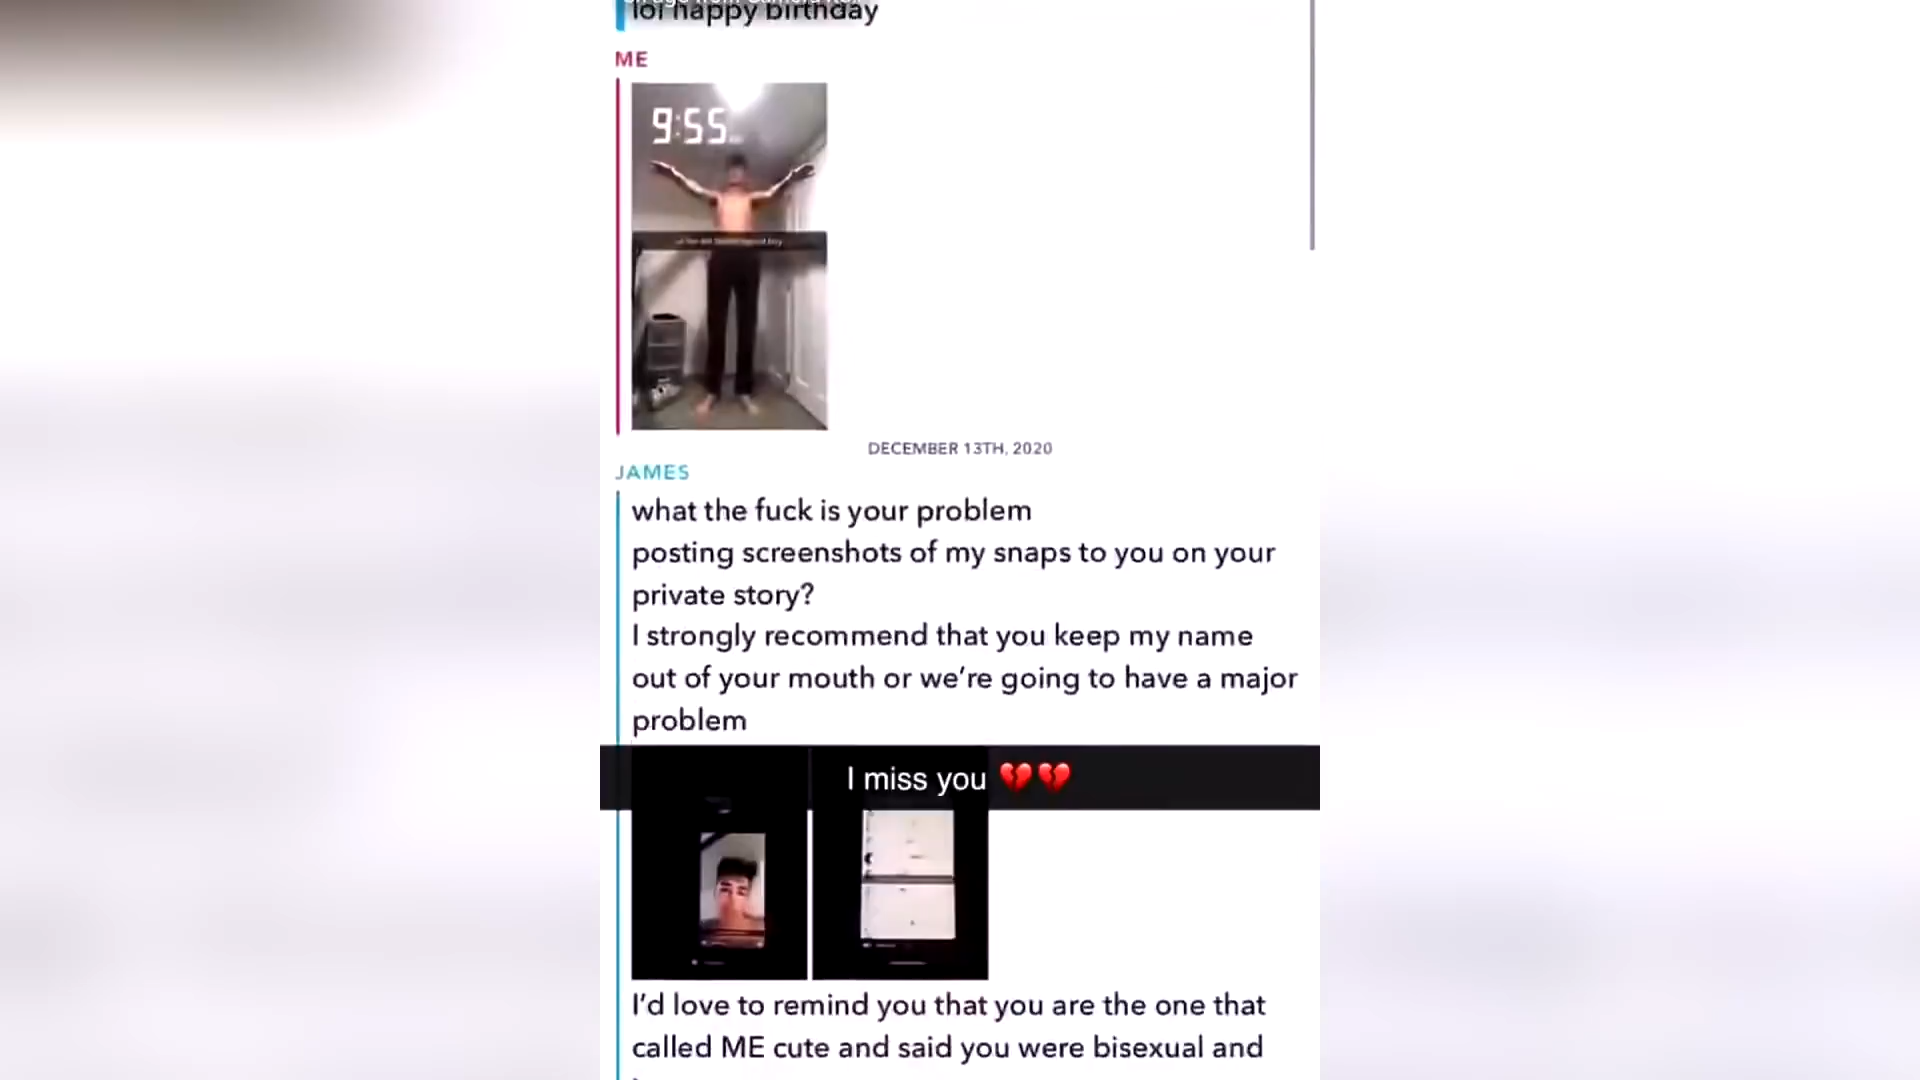 lol happy birthday
ME
9:55
DECEMBER 13TH, 2020
JAMES
what the fuck is your problem
posting screenshots of my snaps to you on your
private story?
I strongly recommend that you keep my name
out of your mouth or we're going to have a major
problem
I miss you 💔💔
I'd love to remind you that you are the one that
called ME cute and said you were bisexual and